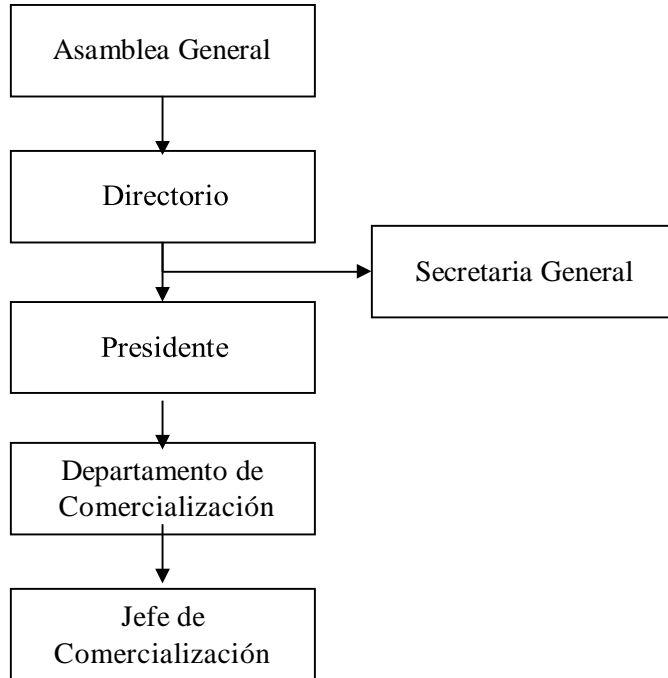 Asamblea General
Directorio
Secretaria General
Presidente
Departamento de
Comercialización
Jefe de
Comercialización